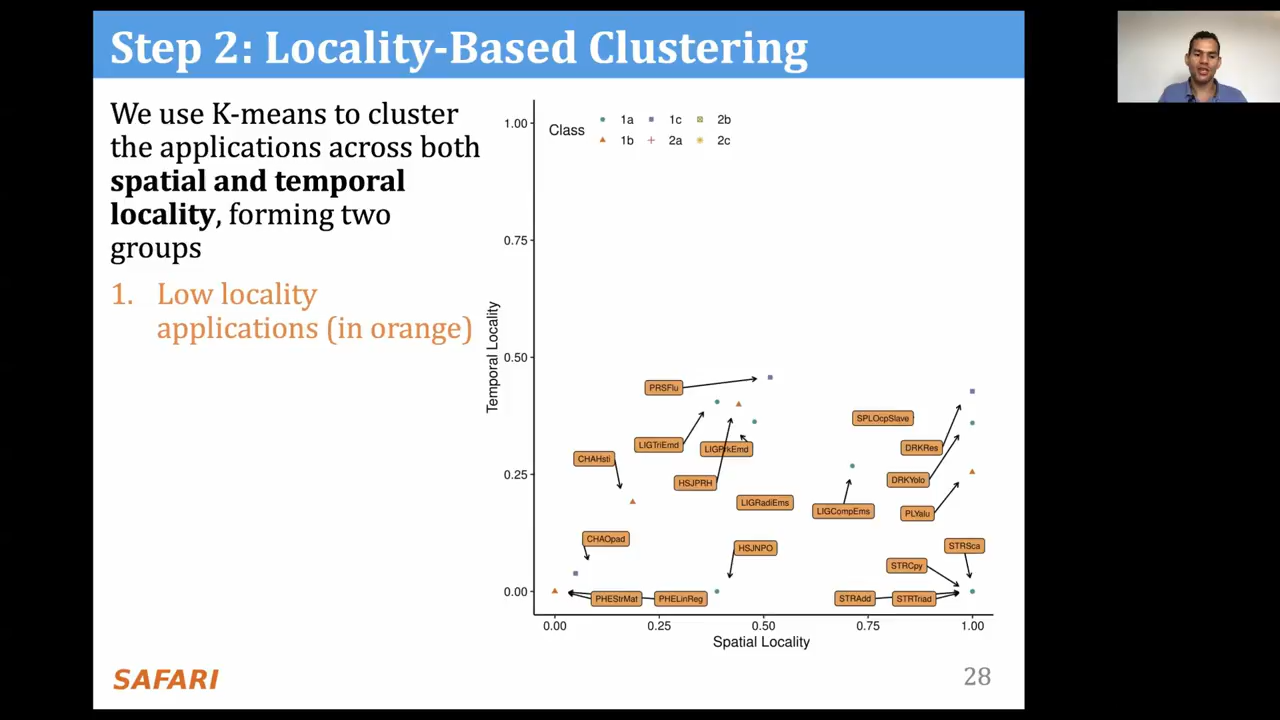 Step 2: Locality-Based Clustering
We use K-means to cluster
the applications across both
spatial and temporal
locality, forming two
groups
1. Low locality
applications (in orange)
Class
1a 1c 2b
1b 2a 2c
1.00
0.75
0.50
0.25
0.00
Temporal Locality
PRSFlu
SPLOcpSlave
LIGTriEmd
LIGPrkEmd
DRKRes
CHAHsti
HSJPRH
DRKYolo
LIGRadiEms
LIGCompEms
PLYalu
CHAOpad
HSJNPO
STRSca
STRCpy
PHEStrMat
PHELinReg
STRAdd
STRTriad
0.00 0.25 0.50 0.75 1.00
Spatial Locality
SAFARI
28